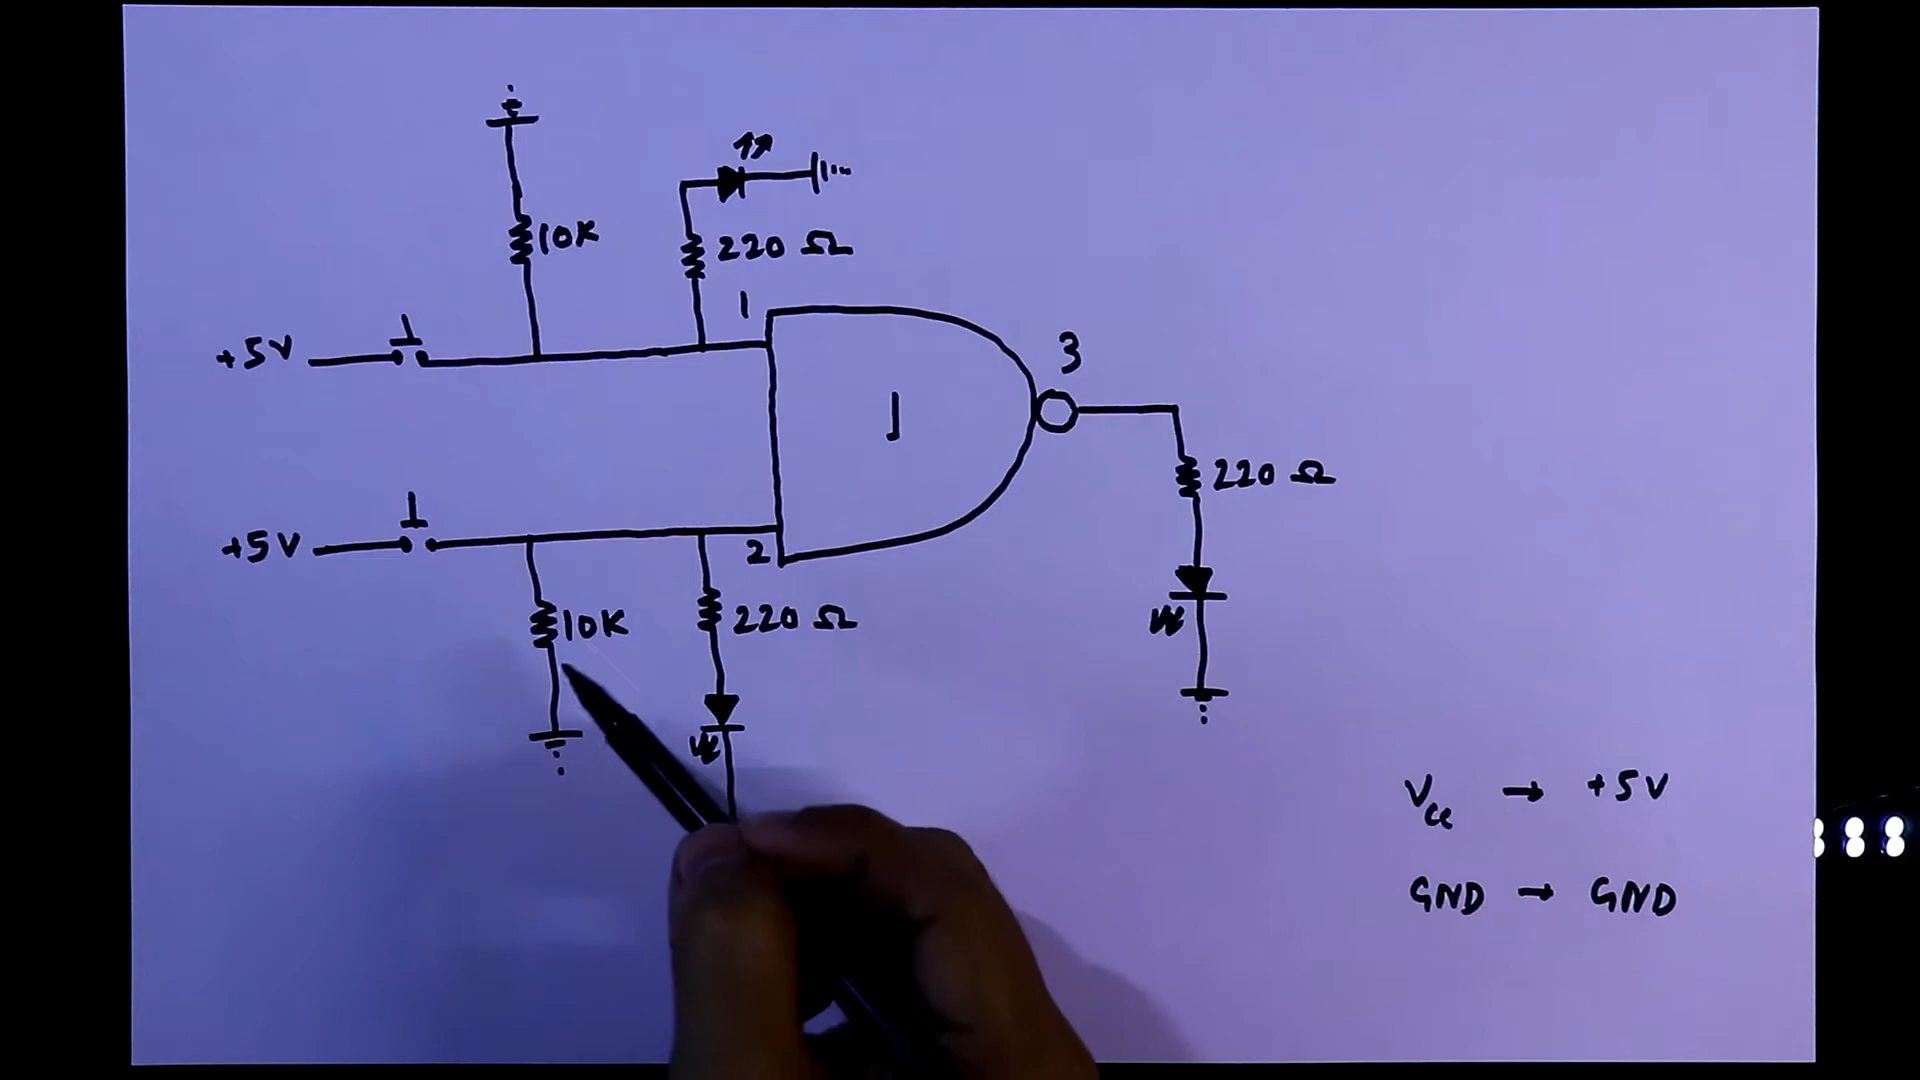 10K
220 Ω
1
+5V
3
1
220 Ω
+5V
2
10K
220 Ω
Vcc → +5V
GND → GND